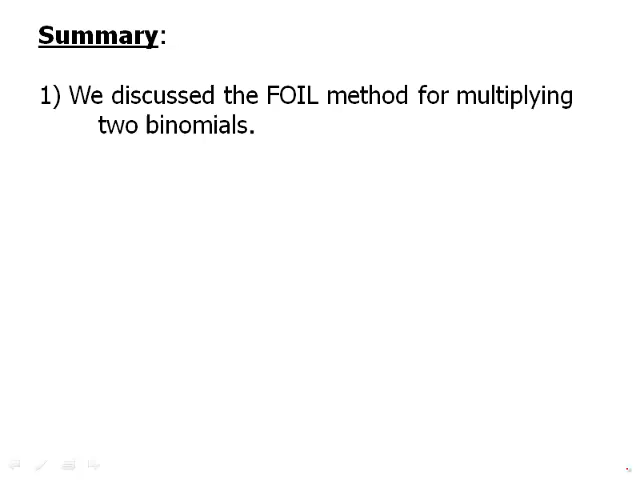 Summary:
1) We discussed the FOIL method for multiplying
two binomials.